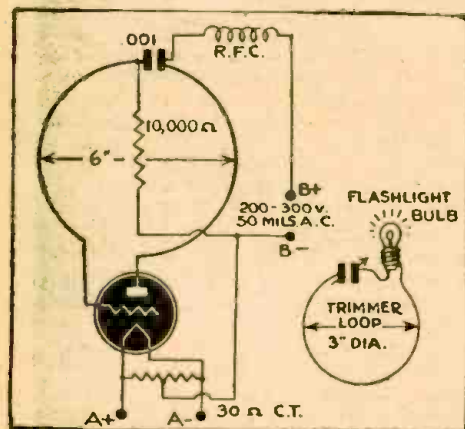 .001
R.F.C.
10,000 Ω
6"
B+
200-300 V.
50 MILS. A.C.
B-
FLASHLIGHT
BULB
TRIMMER
LOOP
3" DIA.
A+
A-
30 Ω C.T.